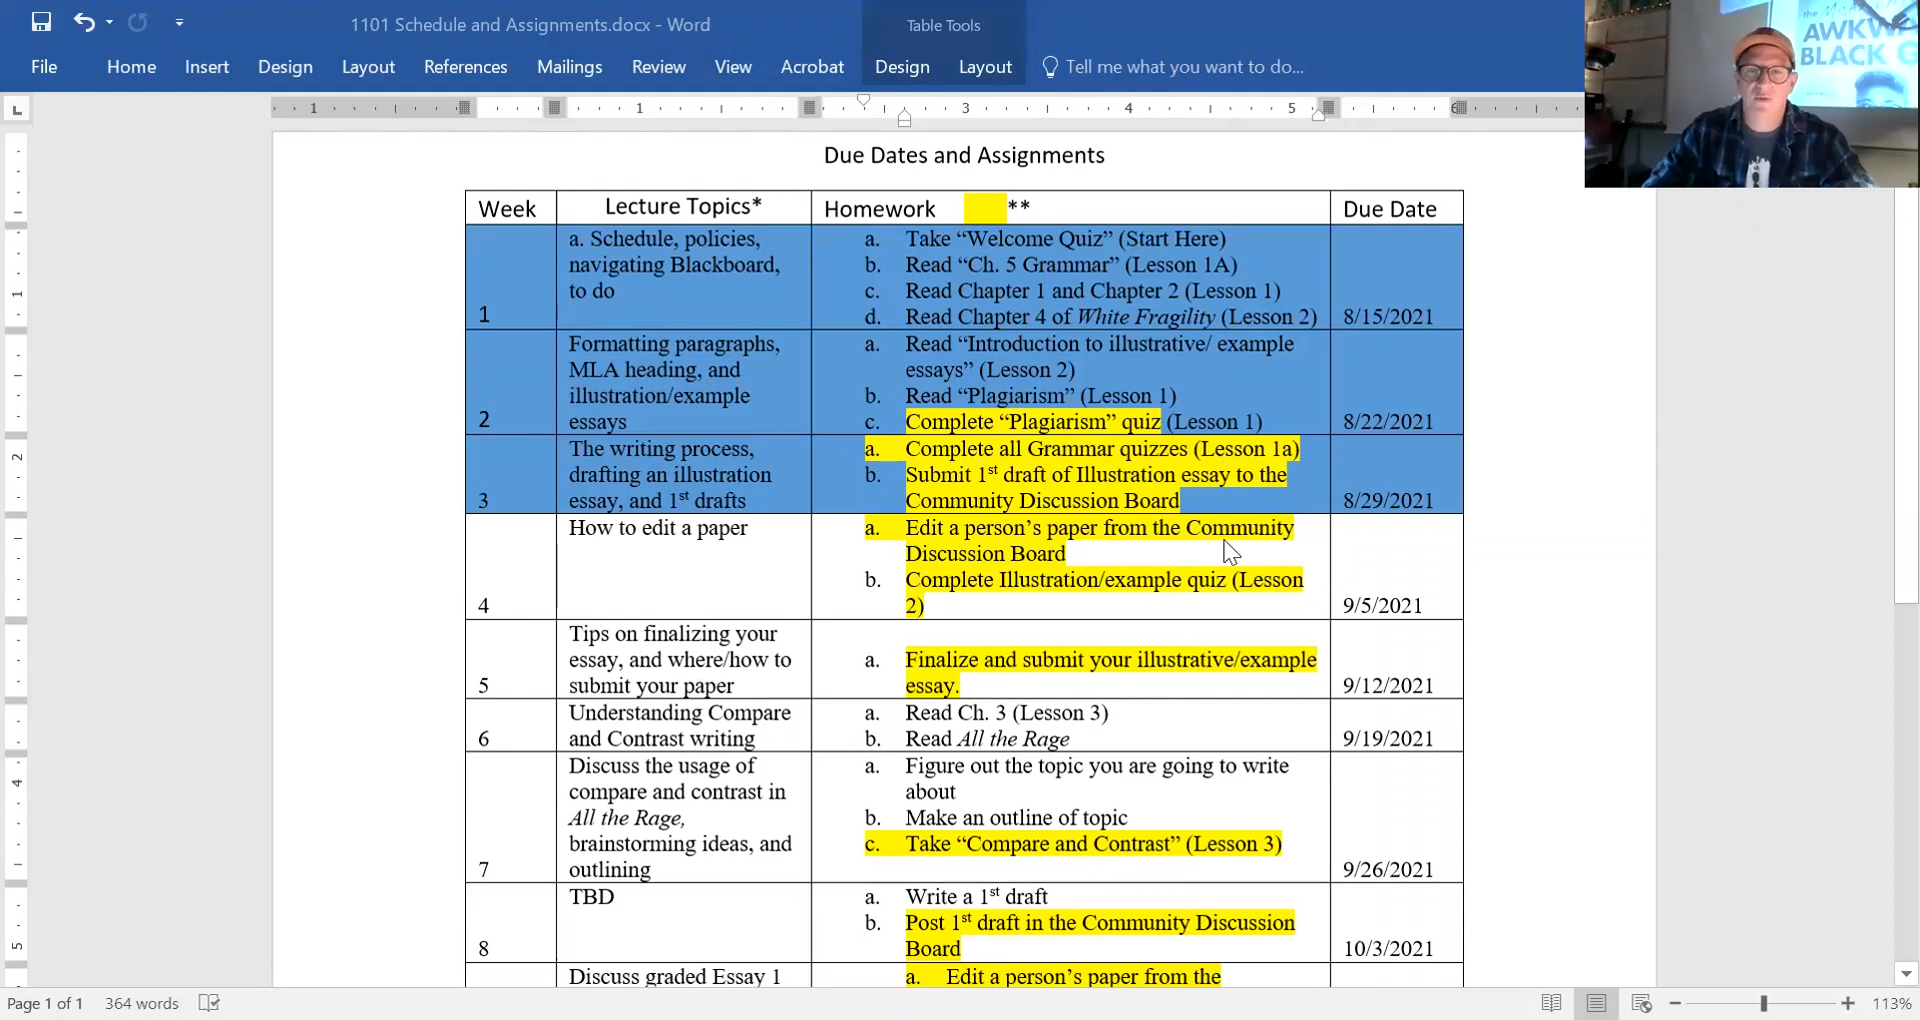 1101 Schedule and Assignments.docx - Word
Table Tools
File Home Insert Design Layout References Mailings Review View Acrobat Design Layout Tell me what you want to do...
the
AWKW
BLACK G
L
1 1 3 4 5 6
Due Dates and Assignments
Week Lecture Topics* Homework ** Due Date
a. Schedule, policies,
navigating Blackboard,
to do
1
a. Take “Welcome Quiz” (Start Here)
b. Read “Ch. 5 Grammar” (Lesson 1A)
c. Read Chapter 1 and Chapter 2 (Lesson 1)
d. Read Chapter 4 of White Fragility (Lesson 2)
8/15/2021
Formatting paragraphs,
MLA heading, and
illustration/example
essays
2
a. Read “Introduction to illustrative/ example
essays” (Lesson 2)
b. Read “Plagiarism” (Lesson 1)
c. Complete “Plagiarism” quiz (Lesson 1)
8/22/2021
The writing process,
drafting an illustration
essay, and 1st drafts
3
a. Complete all Grammar quizzes (Lesson 1a)
b. Submit 1st draft of Illustration essay to the
Community Discussion Board
8/29/2021
How to edit a paper
4
a. Edit a person’s paper from the Community
Discussion Board
b. Complete Illustration/example quiz (Lesson
2)
9/5/2021
Tips on finalizing your
essay, and where/how to
submit your paper
5
a. Finalize and submit your illustrative/example
essay.
9/12/2021
Understanding Compare
and Contrast writing
6
a. Read Ch. 3 (Lesson 3)
b. Read All the Rage
9/19/2021
Discuss the usage of
compare and contrast in
All the Rage,
brainstorming ideas, and
outlining
7
a. Figure out the topic you are going to write
about
b. Make an outline of topic
c. Take “Compare and Contrast” (Lesson 3)
9/26/2021
TBD
8
a. Write a 1st draft
b. Post 1st draft in the Community Discussion
Board
10/3/2021
Discuss graded Essay 1
a. Edit a person’s paper from the
1
2
4
5
Page 1 of 1 364 words
113%